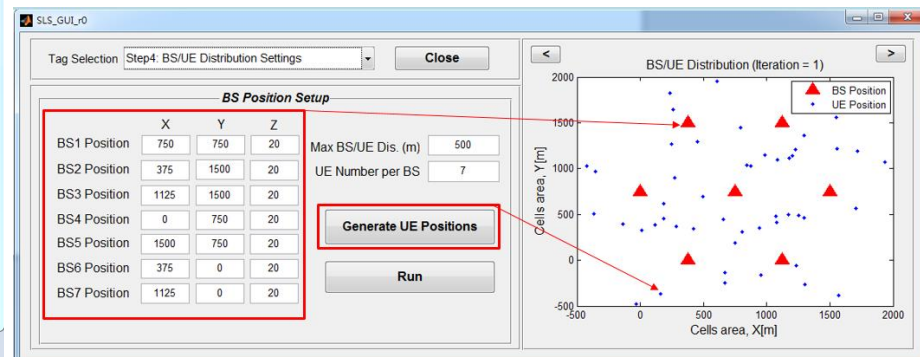 SLS_GUI_r0
Tag Selection Step4: BS/UE Distribution Settings Close
BS Position Setup
X Y Z
BS1 Position 750 750 20
BS2 Position 375 1500 20
BS3 Position 1125 1500 20
BS4 Position 0 750 20
BS5 Position 1500 750 20
BS6 Position 375 0 20
BS7 Position 1125 0 20
Max BS/UE Dis. (m) 500
UE Number per BS 7
Generate UE Positions
Run
< >
BS/UE Distribution (Iteration = 1)
BS Position
UE Position
2000
1500
1000
500
0
-500
Cells area, Y[m]
-500 0 500 1000 1500 2000
Cells area, X[m]